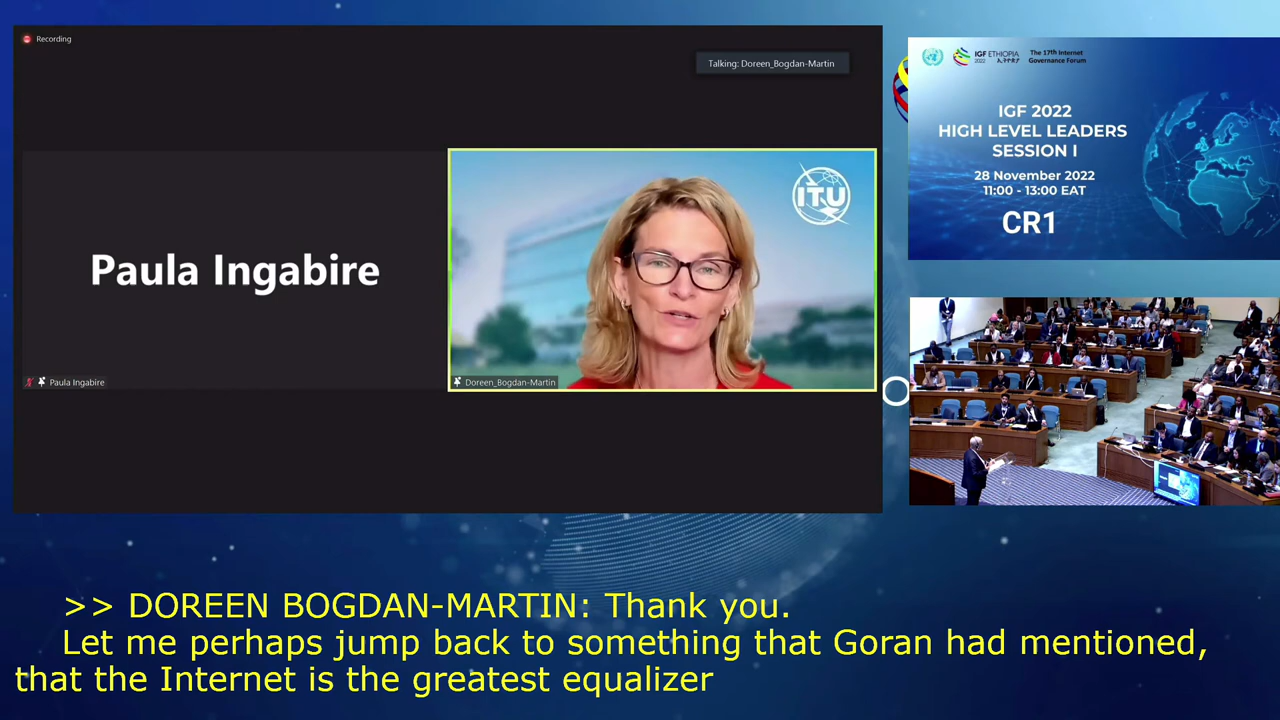 Recording
Talking: Doreen_Bogdan-Martin
Paula Ingabire
Paula Ingabire
ITU
Doreen_Bogdan-Martin
IGF ETHIOPIA
2022 ኢትዮጵያ
The 17th Internet
Governance Forum
IGF 2022
HIGH LEVEL LEADERS
SESSION I
28 November 2022
11:00 - 13:00 EAT
CR1
>> DOREEN BOGDAN-MARTIN: Thank you.
Let me perhaps jump back to something that Goran had mentioned,
that the Internet is the greatest equalizer